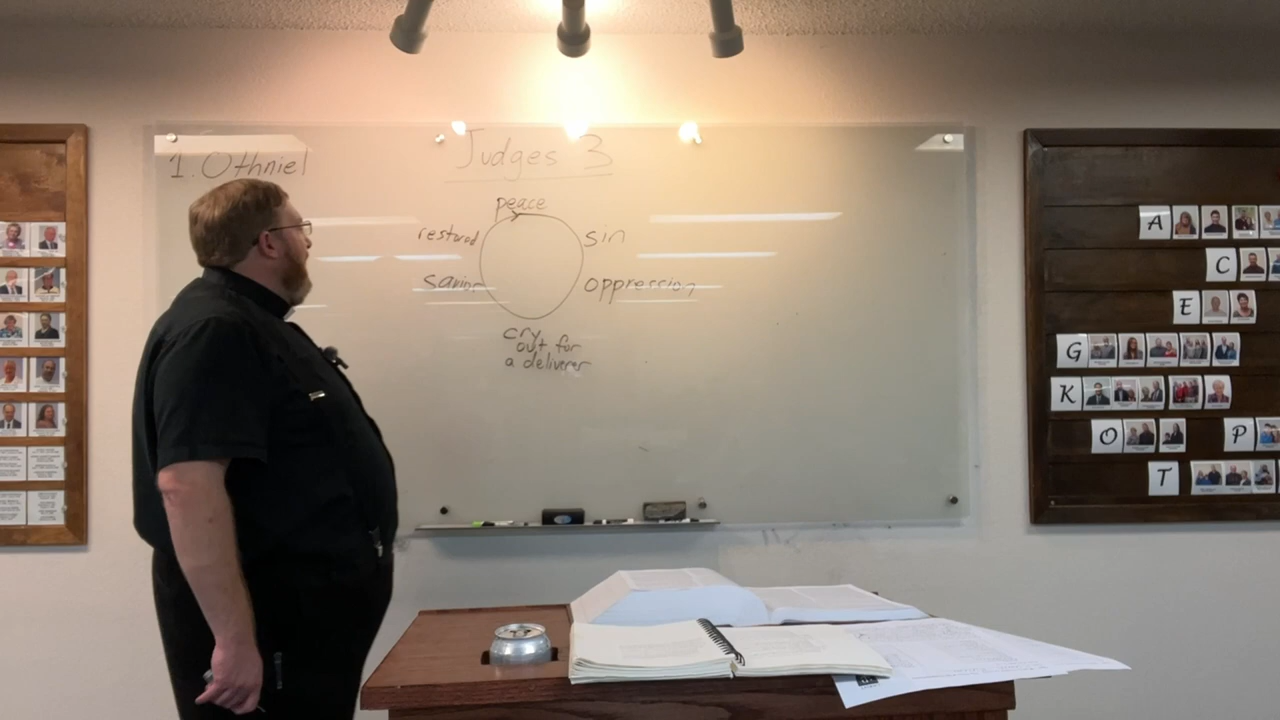 1. Othniel
Judges 3
peace
restored
sin
saving
oppression
cry
out for
a deliverer
A
C
E
G
K
O
P
T